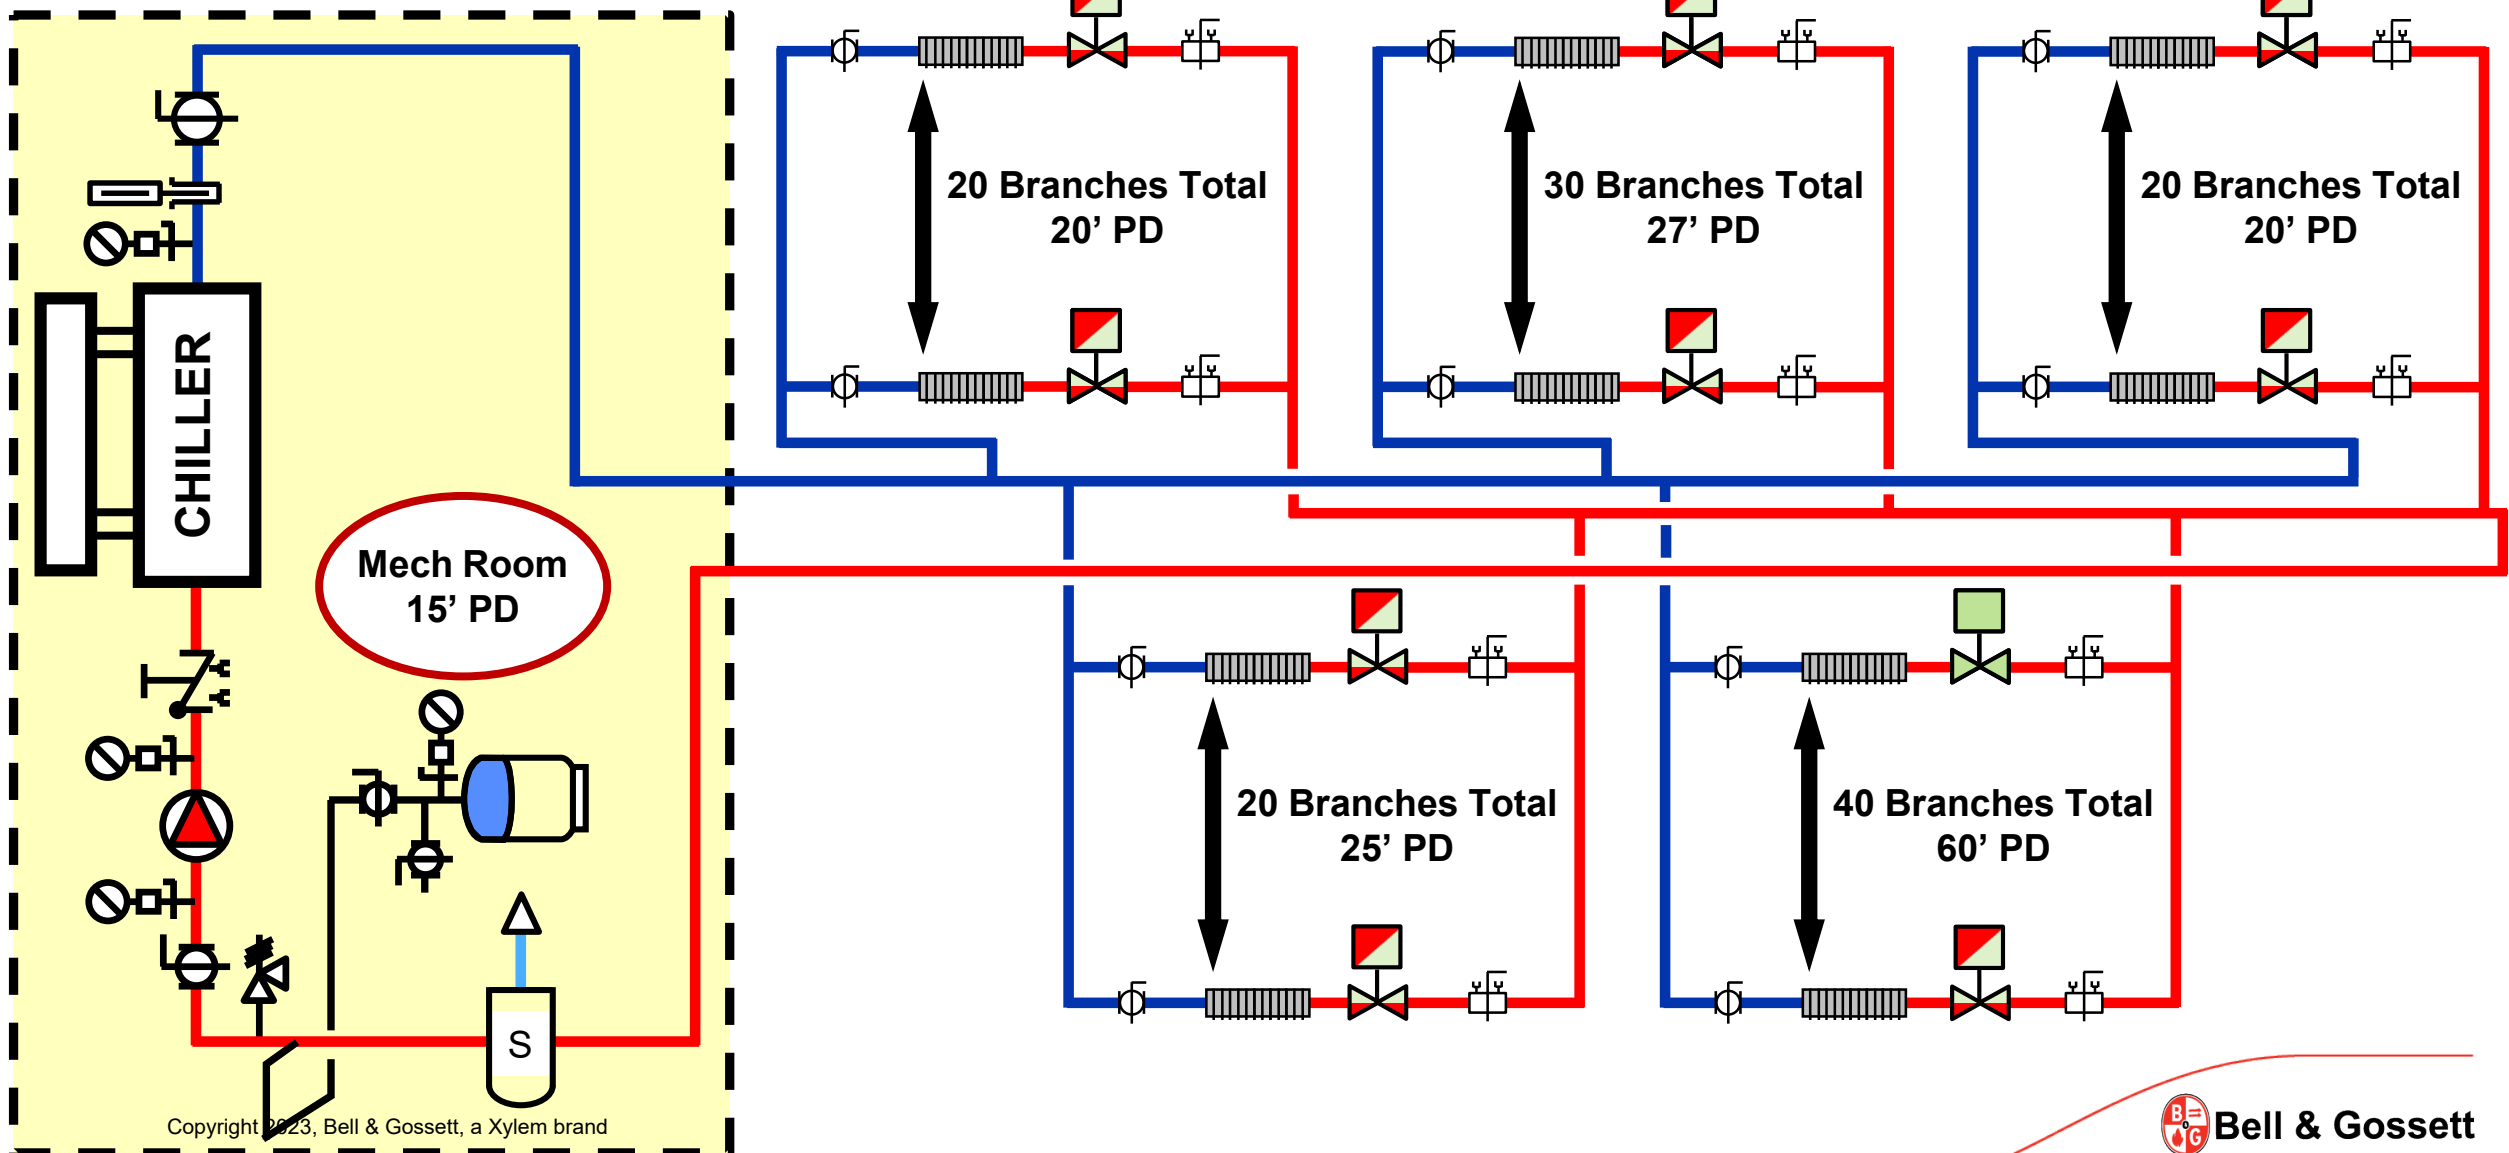 20 Branches Total
20’ PD
30 Branches Total
27’ PD
20 Branches Total
20’ PD
CHILLER
Mech Room
15’ PD
20 Branches Total
25’ PD
40 Branches Total
60’ PD
S
Copyright 2023, Bell & Gossett, a Xylem brand
B
G
Bell & Gossett